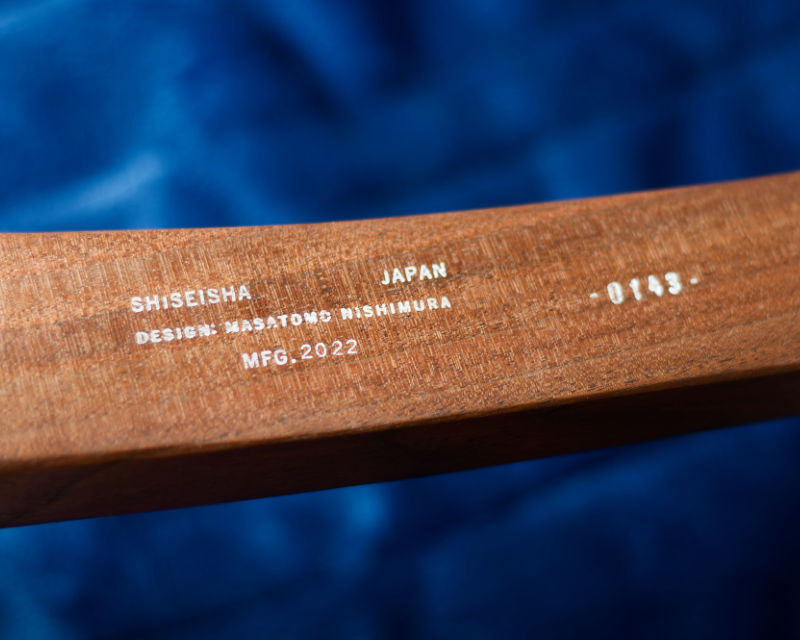 SHISEISHA JAPAN
DESIGN: MASATOMO NISHIMURA
MFG.2022
-0143-